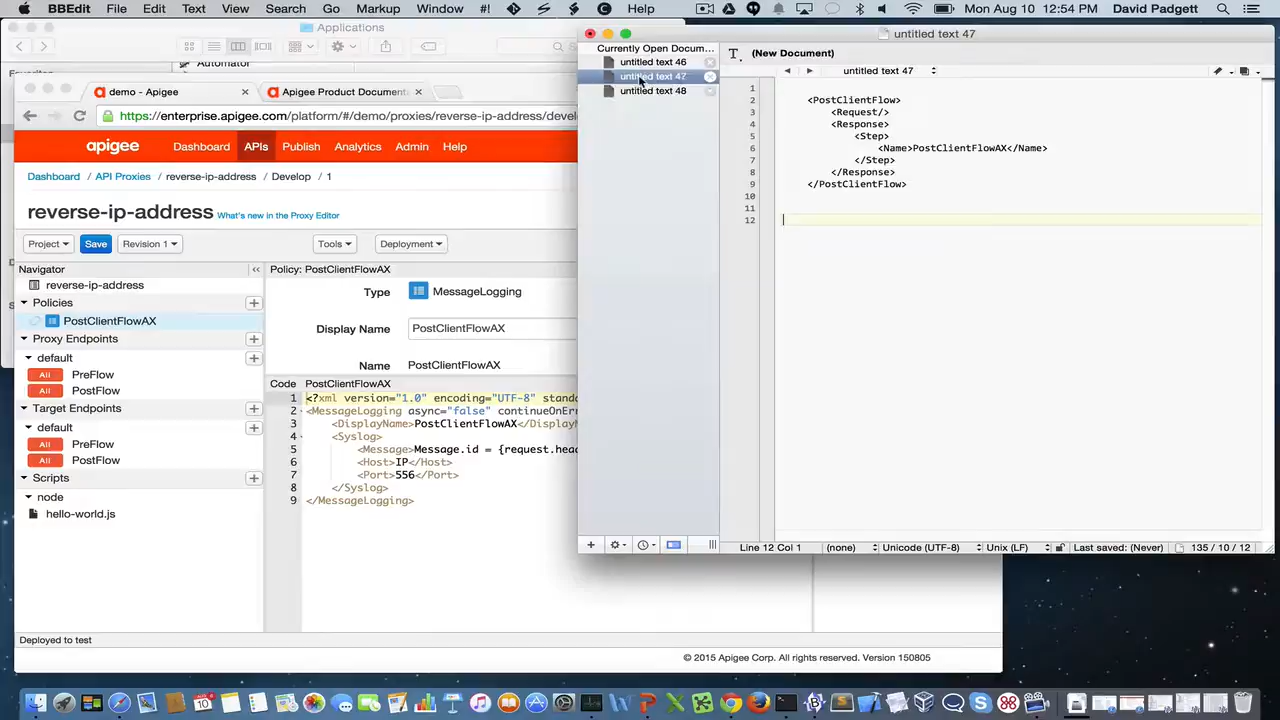 BBEdit File Edit Text View Search Go Markup Window #! Help Mon Aug 10 12:54 PM David Padgett
Applications
Automator
demo - Apigee
Apigee Product Documenta
https://enterprise.apigee.com/platform/#/demo/proxies/reverse-ip-address/devel
apigee Dashboard APIs Publish Analytics Admin Help
Dashboard / API Proxies / reverse-ip-address / Develop / 1
reverse-ip-address What's new in the Proxy Editor
Project Save Revision 1 Tools Deployment
Navigator
reverse-ip-address
Policies
PostClientFlowAX
Proxy Endpoints
default
All PreFlow
All PostFlow
Target Endpoints
default
All PreFlow
All PostFlow
Scripts
node
hello-world.js
Policy: PostClientFlowAX
Type MessageLogging
Display Name PostClientFlowAX
Name PostClientFlowAX
Code PostClientFlowAX
1 <?xml version="1.0" encoding="UTF-8" standa
2 <MessageLogging async="false" continueOnErr
3 <DisplayName>PostClientFlowAX</DisplayN
4 <Syslog>
5 <Message>Message.id = {request.head
6 <Host>IP</Host>
7 <Port>556</Port>
8 </Syslog>
9 </MessageLogging>
Deployed to test
© 2015 Apigee Corp. All rights reserved. Version 150805
untitled text 47
Currently Open Docum...
untitled text 46
untitled text 47
untitled text 48
(New Document)
untitled text 47
1
2 <PostClientFlow>
3 <Request/>
4 <Response>
5 <Step>
6 <Name>PostClientFlowAX</Name>
7 </Step>
8 </Response>
9 </PostClientFlow>
10
11
12
Line 12 Col 1 (none) Unicode (UTF-8) Unix (LF) Last saved: (Never) 135 / 10 / 12